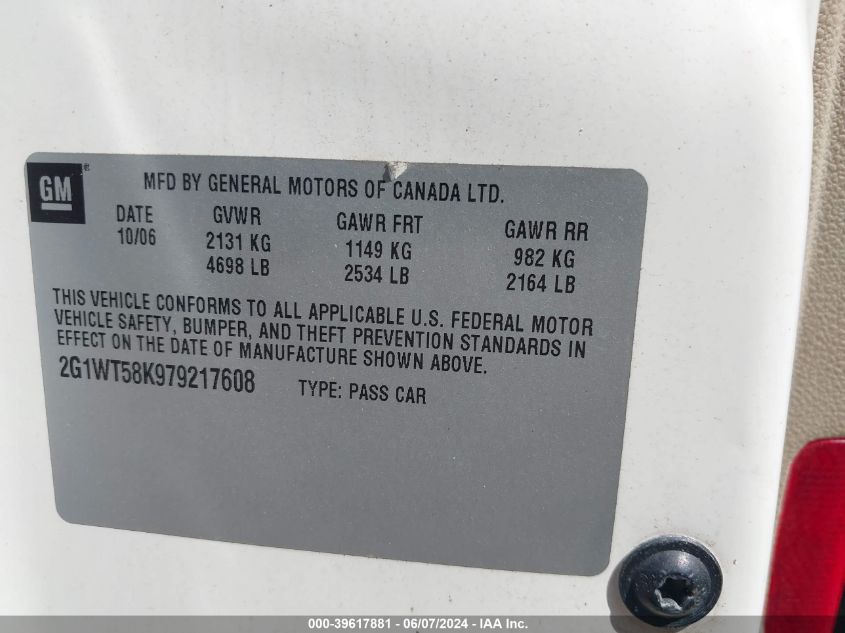 GM
MFD BY GENERAL MOTORS OF CANADA LTD.
DATE GVWR GAWR FRT GAWR RR
10/06 2131 KG 1149 KG 982 KG
4698 LB 2534 LB 2164 LB
THIS VEHICLE CONFORMS TO ALL APPLICABLE U.S. FEDERAL MOTOR
VEHICLE SAFETY, BUMPER, AND THEFT PREVENTION STANDARDS IN
EFFECT ON THE DATE OF MANUFACTURE SHOWN ABOVE.
2G1WT58K979217608 TYPE: PASS CAR
000-39617881 - 06/07/2024 - IAA Inc.